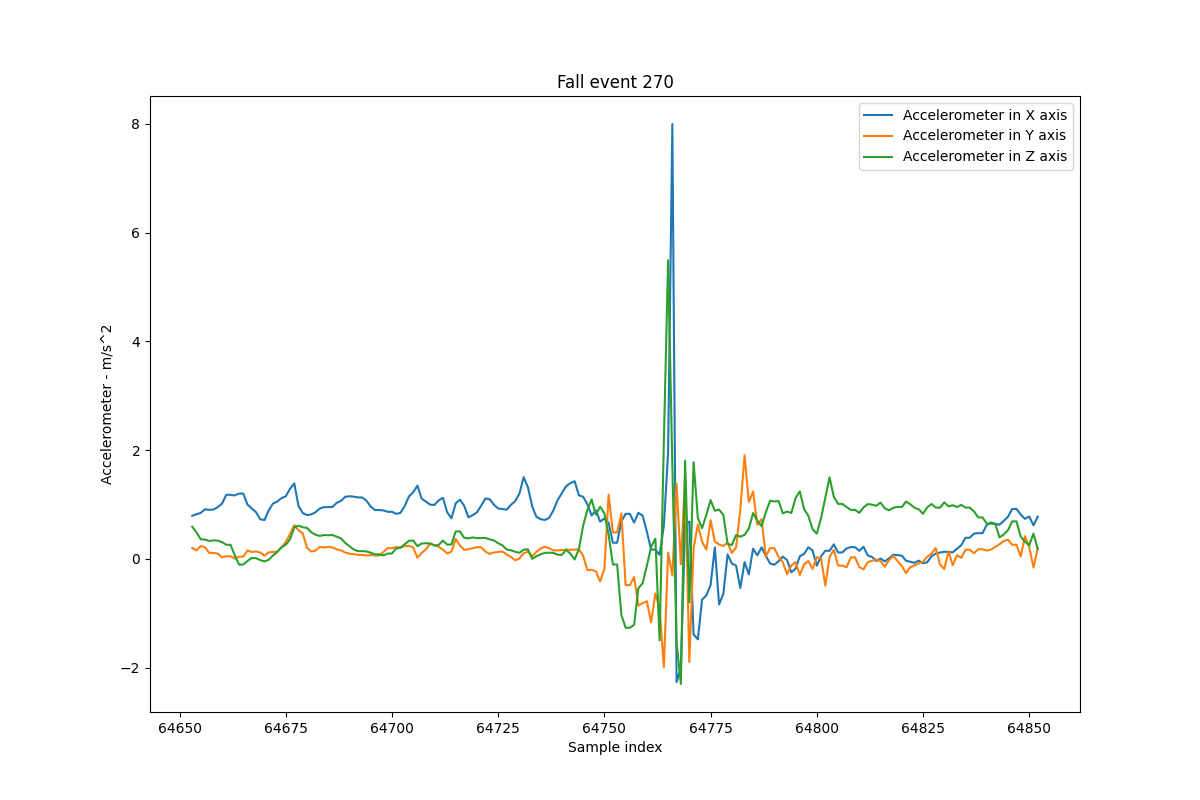 Fall event 270
Accelerometer in X axis
Accelerometer in Y axis
Accelerometer in Z axis
8
6
4
2
0
−2
Accelerometer - m/s^2
64650 64675 64700 64725 64750 64775 64800 64825 64850
Sample index